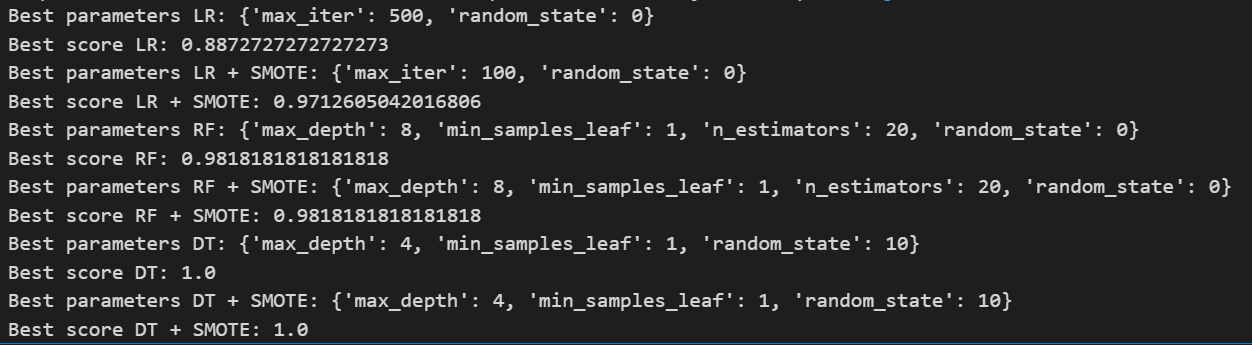 Best parameters LR: {'max_iter': 500, 'random_state': 0}
Best score LR: 0.8872727272727273
Best parameters LR + SMOTE: {'max_iter': 100, 'random_state': 0}
Best score LR + SMOTE: 0.9712605042016806
Best parameters RF: {'max_depth': 8, 'min_samples_leaf': 1, 'n_estimators': 20, 'random_state': 0}
Best score RF: 0.9818181818181818
Best parameters RF + SMOTE: {'max_depth': 8, 'min_samples_leaf': 1, 'n_estimators': 20, 'random_state': 0}
Best score RF + SMOTE: 0.9818181818181818
Best parameters DT: {'max_depth': 4, 'min_samples_leaf': 1, 'random_state': 10}
Best score DT: 1.0
Best parameters DT + SMOTE: {'max_depth': 4, 'min_samples_leaf': 1, 'random_state': 10}
Best score DT + SMOTE: 1.0